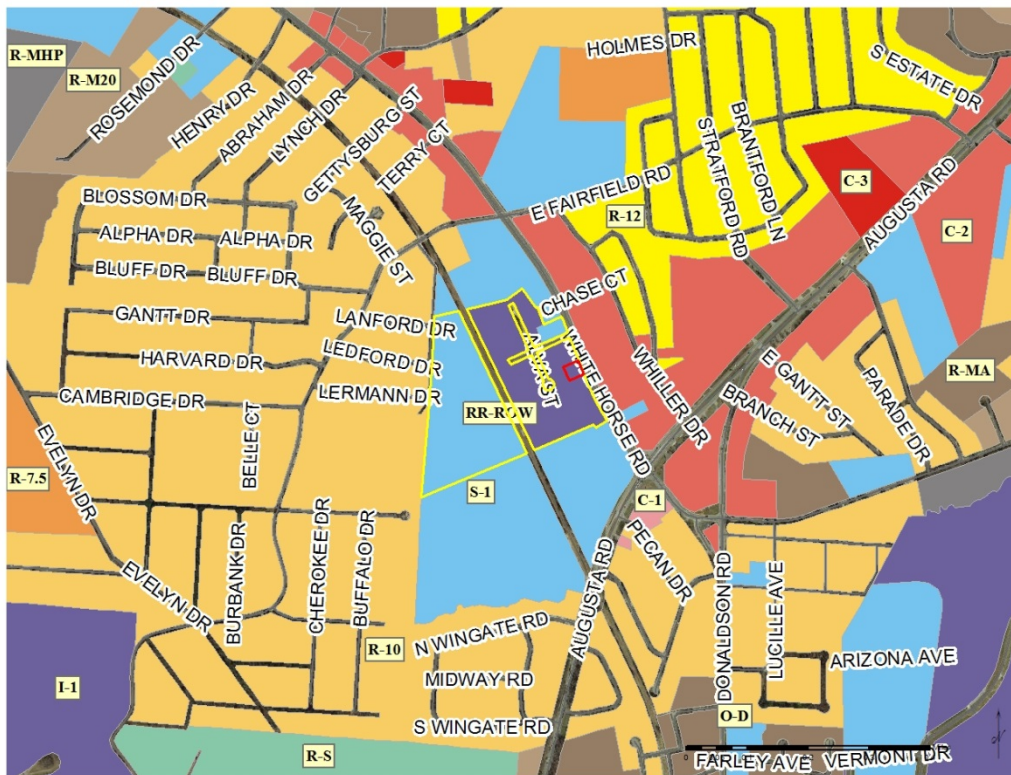 HOLMES DR
S ESTATE DR
R-MHP
R-M20
ROSEMOND DR
HENRY DR
ABRAHAM DR
LYNCH DR
GETTYSBURG ST
TERRY CT
BRANTFORD LN
STRATFORD RD
C-3
AUGUSTA RD
E FAIRFIELD RD
BLOSSOM DR
MAGGIE ST
R-12
C-2
ALPHA DR
ALPHA DR
BLUFF DR
BLUFF DR
CHASE CT
GANTT DR
LANFORD DR
ALVA ST
WHITE HORSE RD
WHILLER DR
HARVARD DR
LEDFORD DR
E GANTT ST
PARADE DR
R-MA
CAMBRIDGE DR
LERMANN DR
BELLE CT
RR-ROW
BRANCH ST
R-7.5
EVELYN DR
S-1
C-1
PECAN DR
EVELYN DR
BURBANK DR
CHEROKEE DR
BUFFALO DR
AUGUSTA RD
DONALDSON RD
LUCILLE AVE
N WINGATE RD
R-10
MIDWAY RD
ARIZONA AVE
I-1
O-D
S WINGATE RD
R-S
FARLEY AVE
VERMONT DR